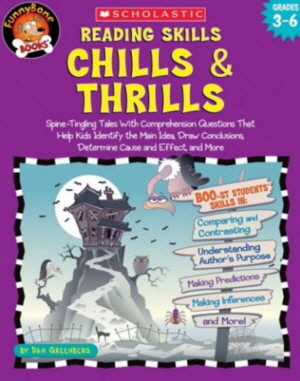 SCHOLASTIC
FunnyBone
BOOKS
GRADES
3-6
READING SKILLS
CHILLS &
THRILLS
Spine-Tingling Tales With Comprehension Questions That
Help Kids Identify the Main Idea, Draw Conclusions,
Determine Cause and Effect, and More
BOO-ST STUDENTS'
SKILLS IN:
Comparing and
Contrasting
Understanding
Author's Purpose
Making Predictions
Making Inferences
and More!
BY DAN GREENBERG